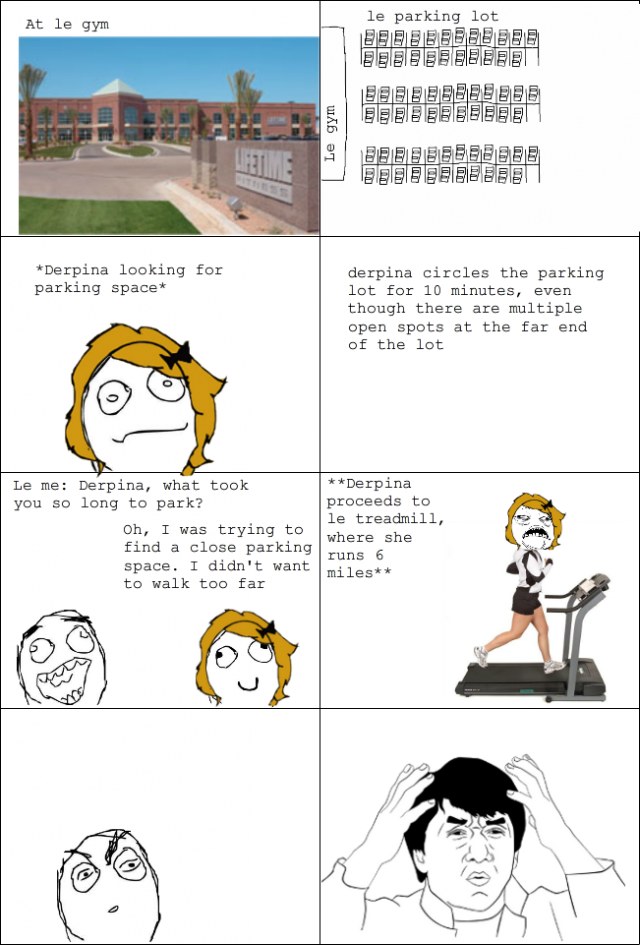 At le gym
LIFETIME
le parking lot
Le gym
*Derpina looking for
parking space*
derpina circles the parking
lot for 10 minutes, even
though there are multiple
open spots at the far end
of the lot
Le me: Derpina, what took
you so long to park?
Oh, I was trying to
find a close parking
space. I didn't want
to walk too far
**Derpina
proceeds to
le treadmill,
where she
runs 6
miles**